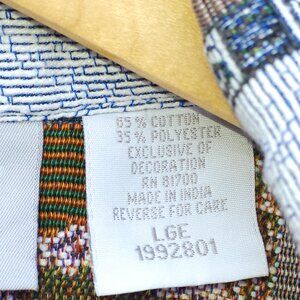 65% COTTON
35% POLYESTER
EXCLUSIVE OF
DECORATION
RN 81700
MADE IN INDIA
REVERSE FOR CARE
LGE
1992801